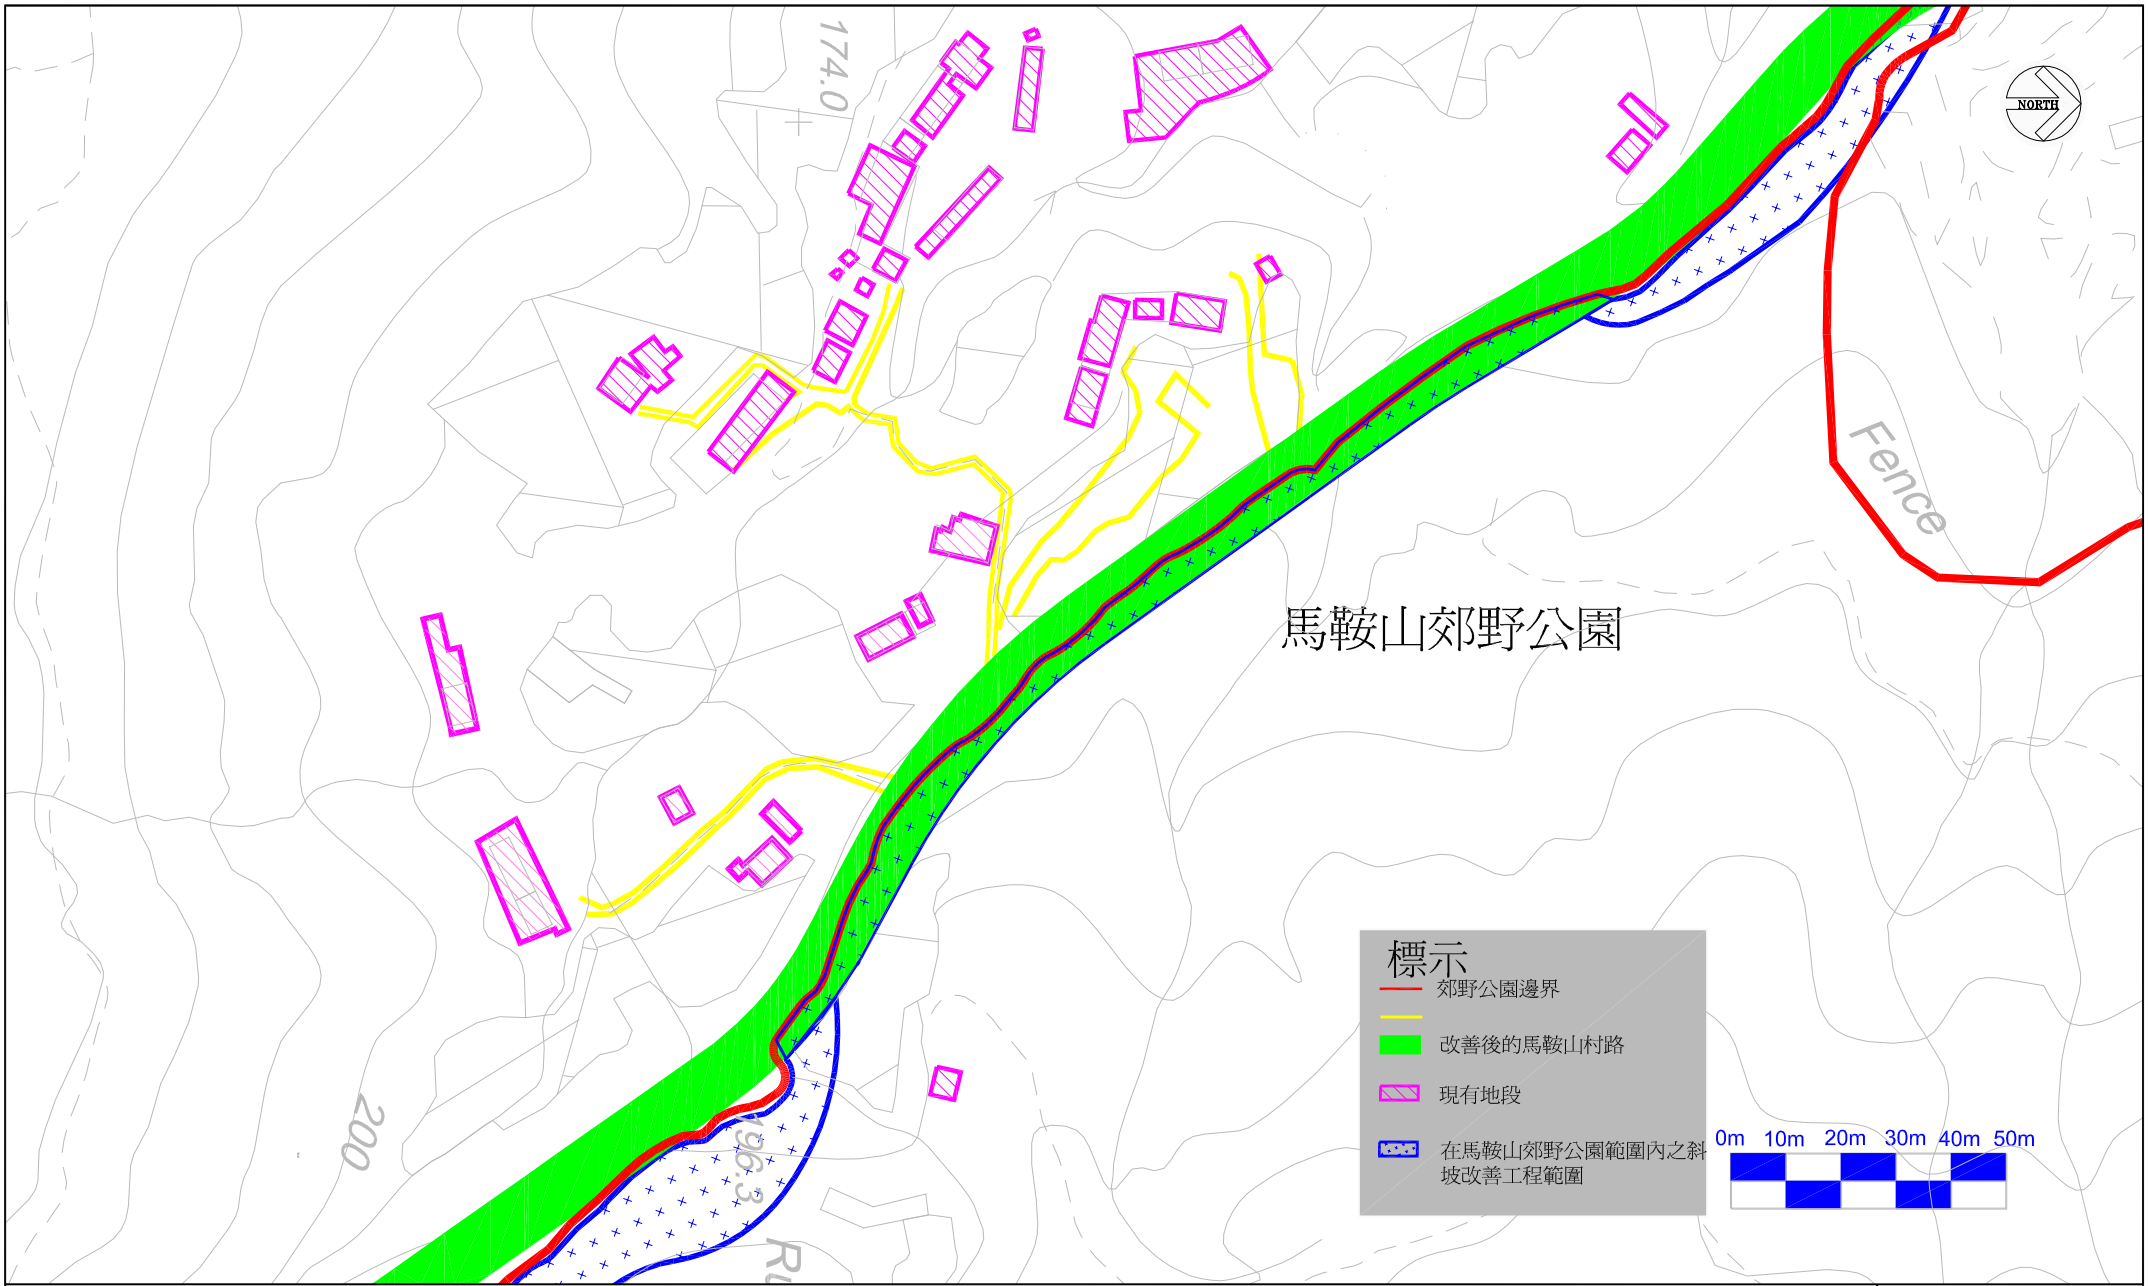 174.0
NORTH
Fence
馬鞍山郊野公園
標示
郊野公園邊界
改善後的馬鞍山村路
現有地段
在馬鞍山郊野公園範圍內之斜
坡改善工程範圍
0m 10m 20m 30m 40m 50m
200
196.3
Ru